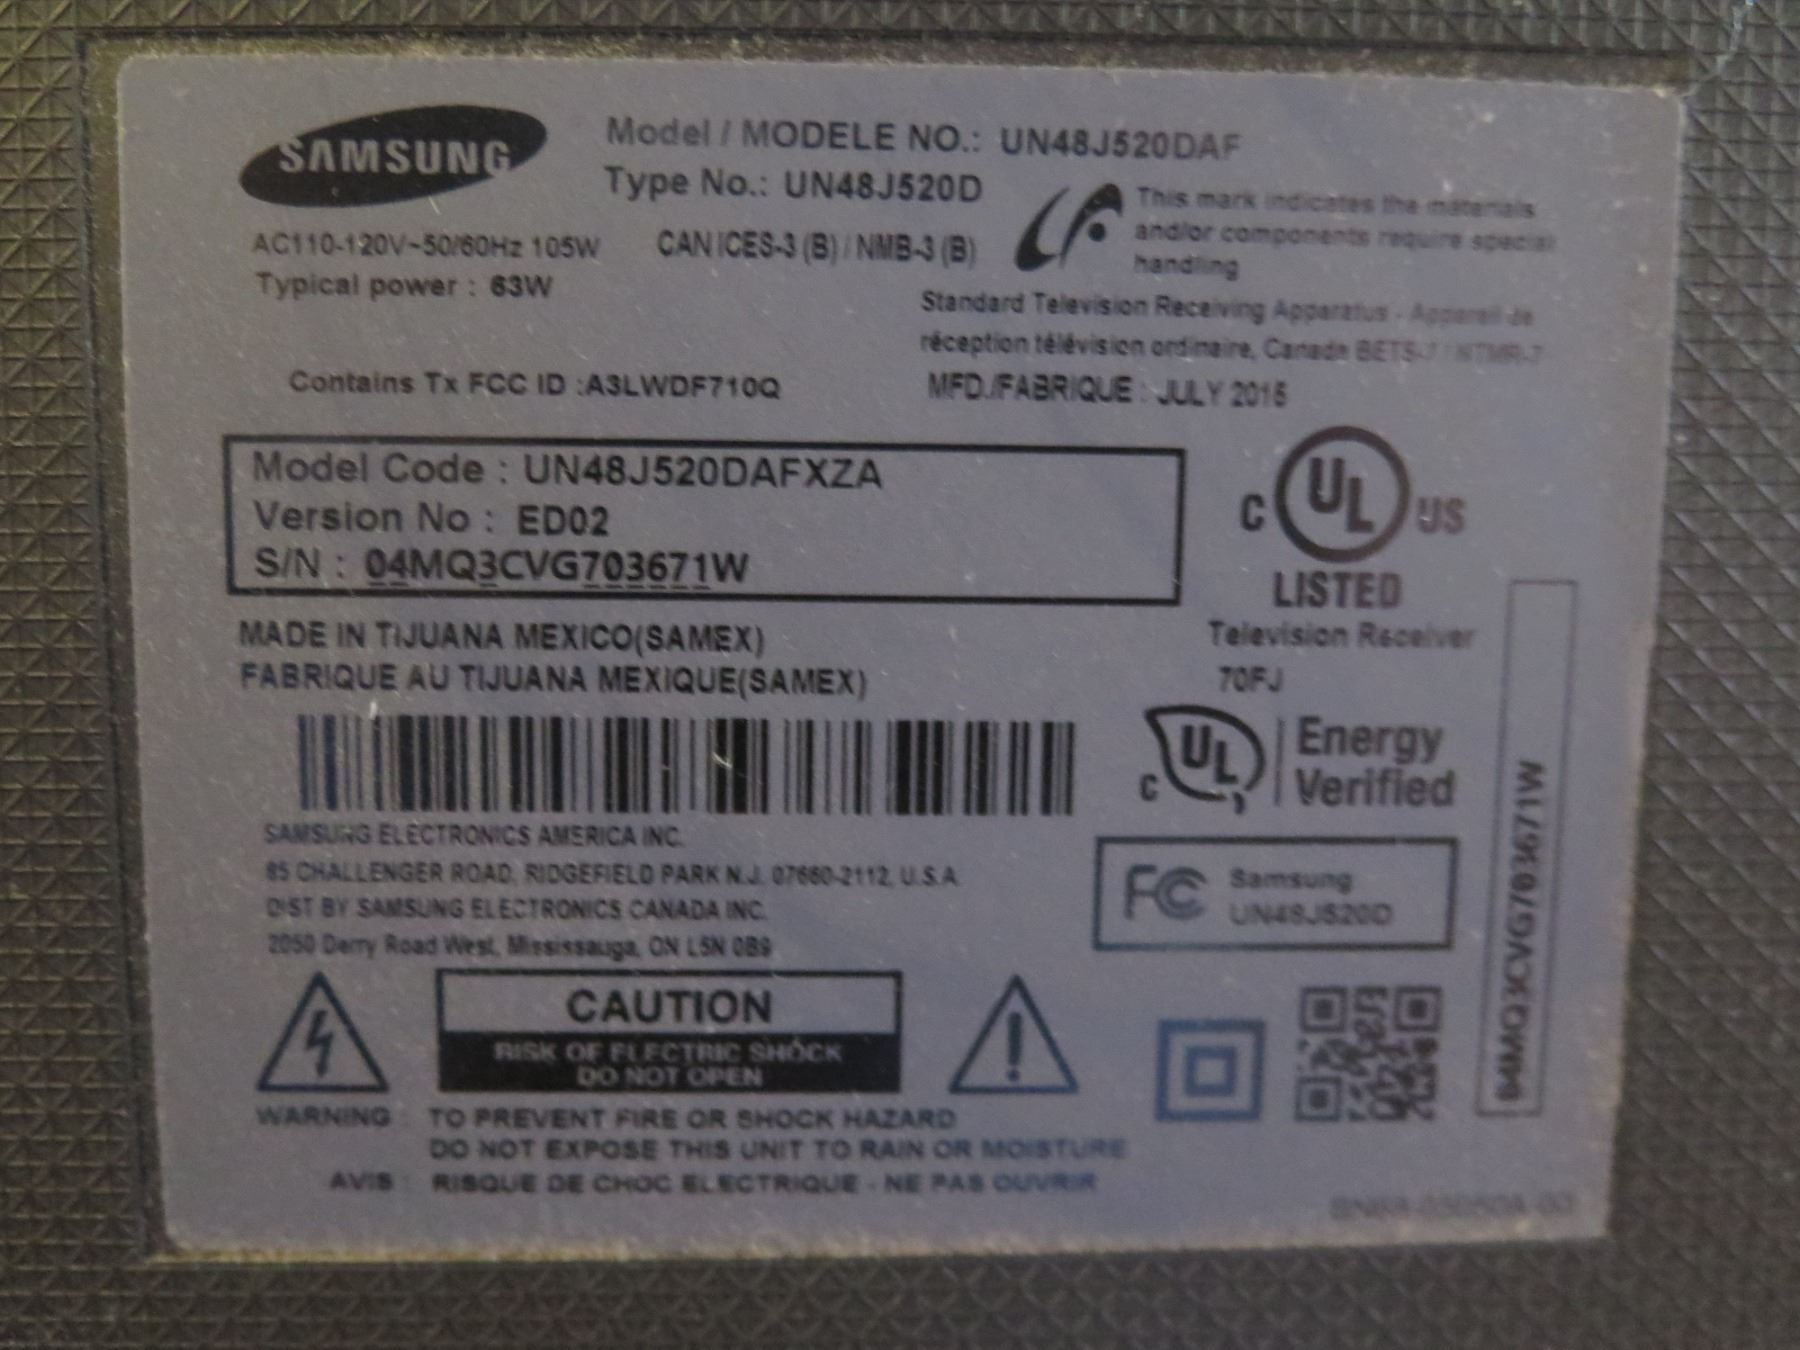 SAMSUNG
Model / MODELE NO.: UN48J520DAF
Type No.: UN48J520D
AC110-120V~50/60Hz 105W
CAN ICES-3 (B) / NMB-3 (B)
Typical power : 63W
This mark indicates the materials
and/or components require special
handling
Standard Television Receiving Apparatus - Appareil de
réception télévision ordinaire, Canada BETS-7 / NTMR-7
Contains Tx FCC ID :A3LWDF710Q
MFD./FABRIQUE : JULY 2015
Model Code : UN48J520DAFXZA
Version No : ED02
S/N : 04MQ3CVG703671W
C UL US
LISTED
Television Receiver
70FJ
MADE IN TIJUANA MEXICO(SAMEX)
FABRIQUE AU TIJUANA MEXIQUE(SAMEX)
C UL
Energy
Verified
SAMSUNG ELECTRONICS AMERICA INC.
85 CHALLENGER ROAD, RIDGEFIELD PARK N.J. 07660-2112, U.S.A
DIST BY SAMSUNG ELECTRONICS CANADA INC.
2050 Derry Road West, Mississauga, ON L5N 0B9
FC Samsung
UN48J520D
04MQ3CVG703671W
CAUTION
RISK OF ELECTRIC SHOCK
DO NOT OPEN
WARNING : TO PREVENT FIRE OR SHOCK HAZARD
DO NOT EXPOSE THIS UNIT TO RAIN OR MOISTURE
AVIS : RISQUE DE CHOC ELECTRIQUE - NE PAS OUVRIR